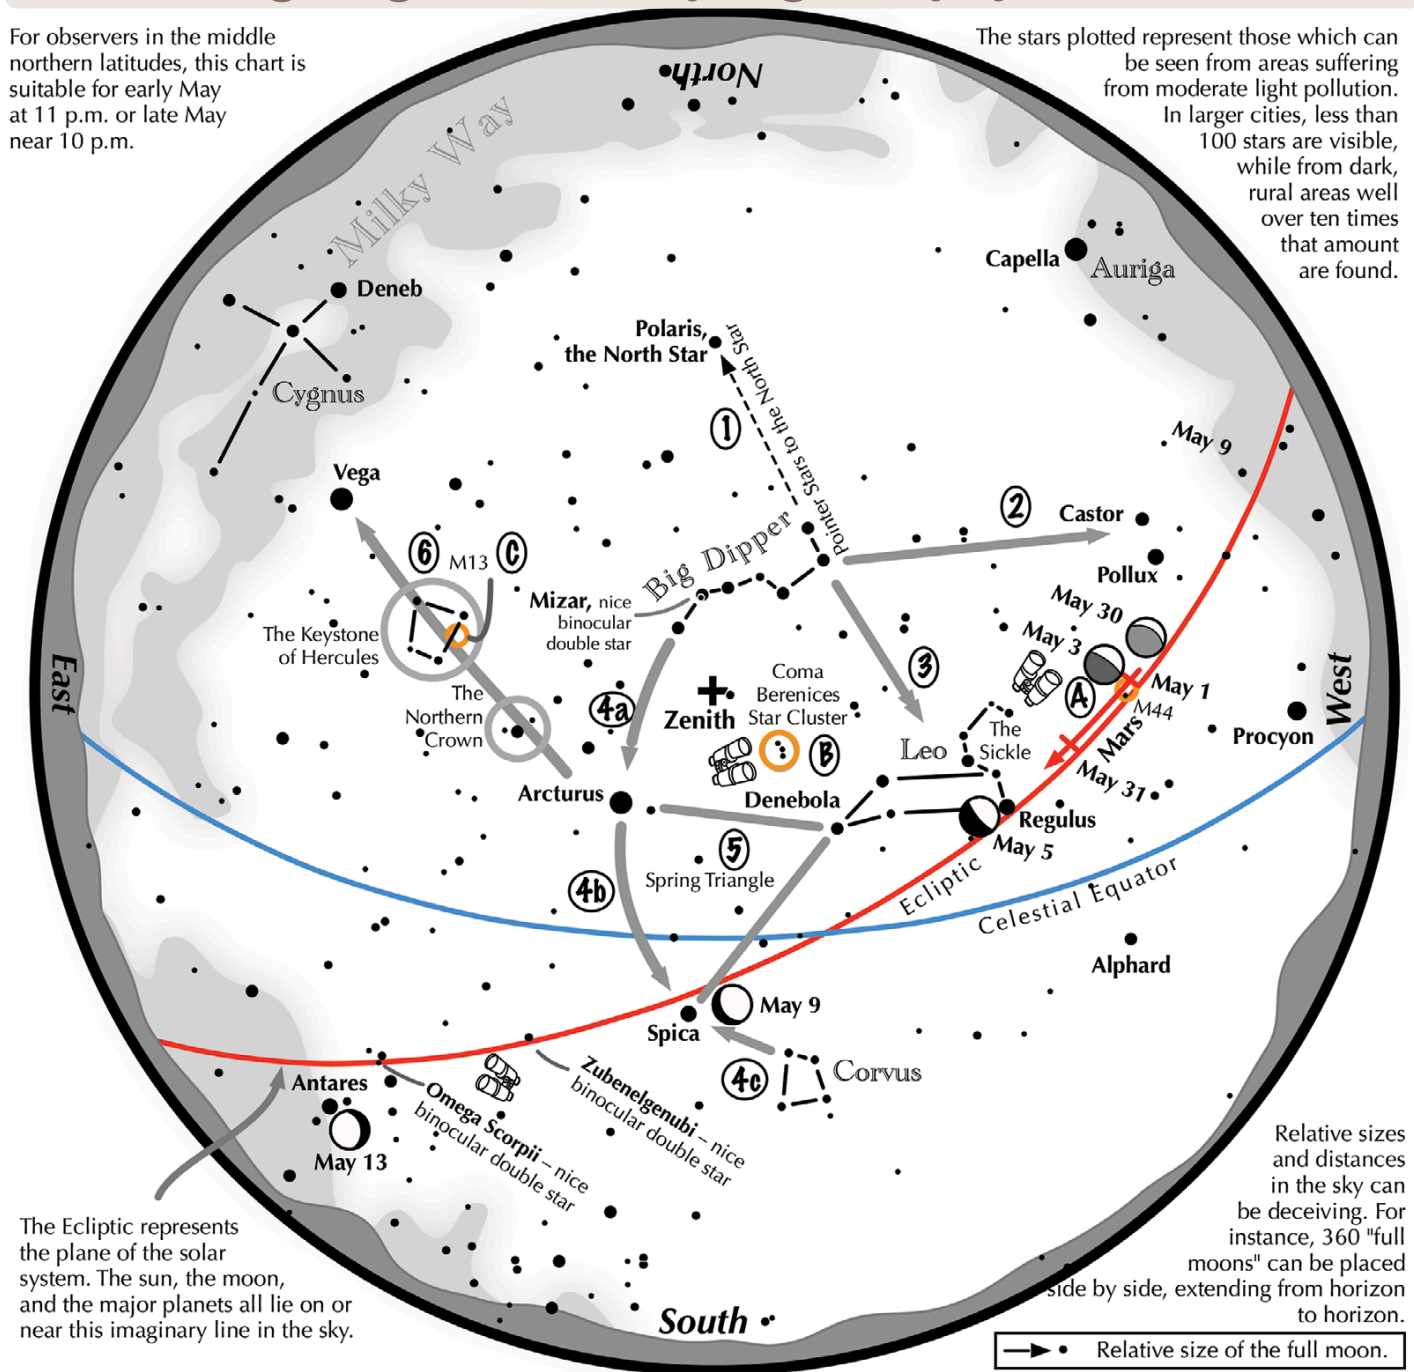 For observers in the middle
northern latitudes, this chart is
suitable for early May
at 11 p.m. or late May
near 10 p.m.
The stars plotted represent those which can
be seen from areas suffering
from moderate light pollution.
In larger cities, less than
100 stars are visible,
while from dark,
rural areas well
over ten times
that amount
are found.
North
Milky Way
Capella
Auriga
Deneb
Polaris,
the North Star
Cygnus
1
Pointer Stars to the North Star
May 9
Vega
2
Castor
Big Dipper
Pollux
6
M13
C
Mizar, nice
binocular
double star
May 30
May 3
The Keystone
of Hercules
East
West
3
A
May 1
M44
Mars
May 31
The
Northern
Crown
4a
Zenith
Coma
Berenices
Star Cluster
B
Leo
The
Sickle
Procyon
Arcturus
Denebola
Regulus
May 5
5
Spring Triangle
4b
Ecliptic
Celestial Equator
Alphard
Spica
May 9
4c
Corvus
Antares
May 13
Omega Scorpii – nice
binocular double star
Zubenelgenubi – nice
binocular double star
The Ecliptic represents
the plane of the solar
system. The sun, the moon,
and the major planets all lie on or
near this imaginary line in the sky.
South
Relative sizes
and distances
in the sky can
be deceiving. For
instance, 360 "full
moons" can be placed
side by side, extending from horizon
to horizon.
Relative size of the full moon.